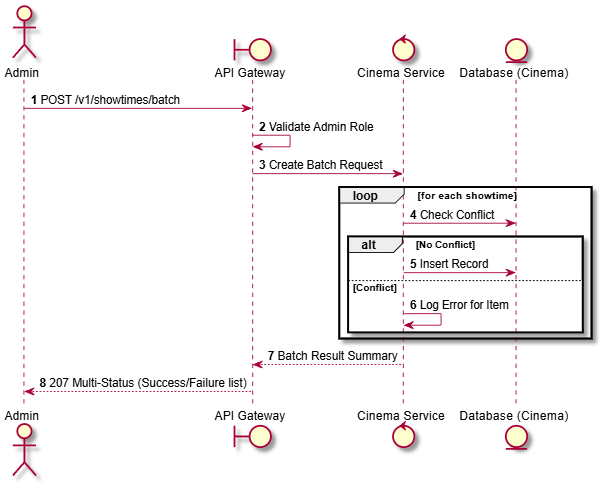 Admin
API Gateway
Cinema Service
Database (Cinema)
1 POST /v1/showtimes/batch
2 Validate Admin Role
3 Create Batch Request
loop [for each showtime]
4 Check Conflict
alt [No Conflict]
5 Insert Record
[Conflict]
6 Log Error for Item
7 Batch Result Summary
8 207 Multi-Status (Success/Failure list)
Admin
API Gateway
Cinema Service
Database (Cinema)